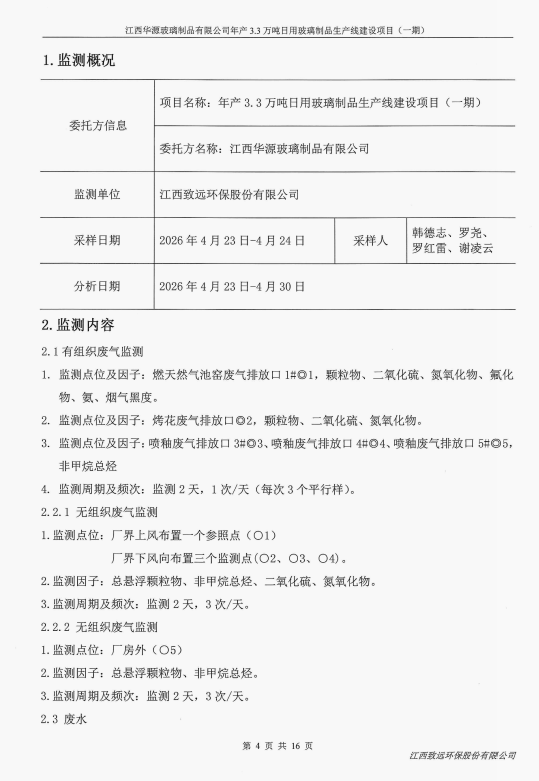 江西华源玻璃制品有限公司年产 3.3 万吨日用玻璃制品生产线建设项目（一期）
1.监测概况
委托方信息
项目名称：年产 3.3 万吨日用玻璃制品生产线建设项目（一期）
委托方名称：江西华源玻璃制品有限公司
监测单位
江西致远环保股份有限公司
采样日期
2026 年 4 月 23 日-4 月 24 日
采样人
韩德志、罗尧、
罗红雷、谢凌云
分析日期
2026 年 4 月 23 日-4 月 30 日
2.监测内容
2.1 有组织废气监测
1. 监测点位及因子：燃天然气池窑废气排放口 1#◎1，颗粒物、二氧化硫、氮氧化物、氟化
物、氨、烟气黑度。
2. 监测点位及因子：烤花废气排放口◎2，颗粒物、二氧化硫、氮氧化物。
3. 监测点位及因子：喷釉废气排放口 3#◎3、喷釉废气排放口 4#◎4、喷釉废气排放口 5#◎5，
非甲烷总烃
4. 监测周期及频次：监测 2 天，1 次/天（每次 3 个平行样）。
2.2.1 无组织废气监测
1.监测点位：厂界上风布置一个参照点（○1）
厂界下风向布置三个监测点(○2、○3、○4)。
2.监测因子：总悬浮颗粒物、非甲烷总烃、二氧化硫、氮氧化物。
3.监测周期及频次：监测 2 天，3 次/天。
2.2.2 无组织废气监测
1.监测点位：厂房外（○5）
2.监测因子：总悬浮颗粒物、非甲烷总烃。
3.监测周期及频次：监测 2 天，3 次/天。
2.3 废水
第 4 页 共 16 页
江西致远环保股份有限公司